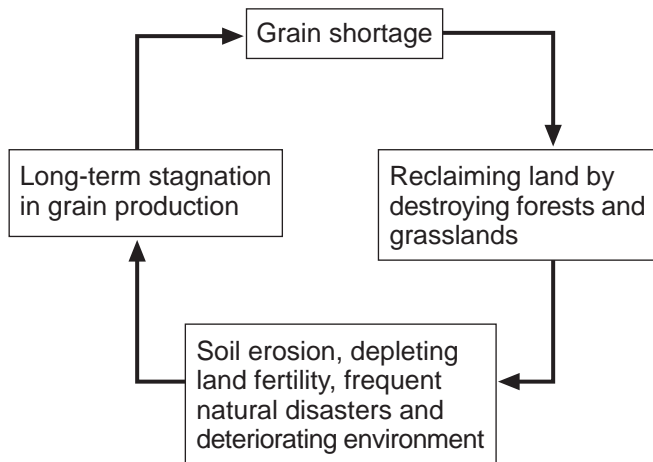 Grain shortage
Reclaiming land by
destroying forests and
grasslands
Soil erosion, depleting
land fertility, frequent
natural disasters and
deteriorating environment
Long-term stagnation
in grain production